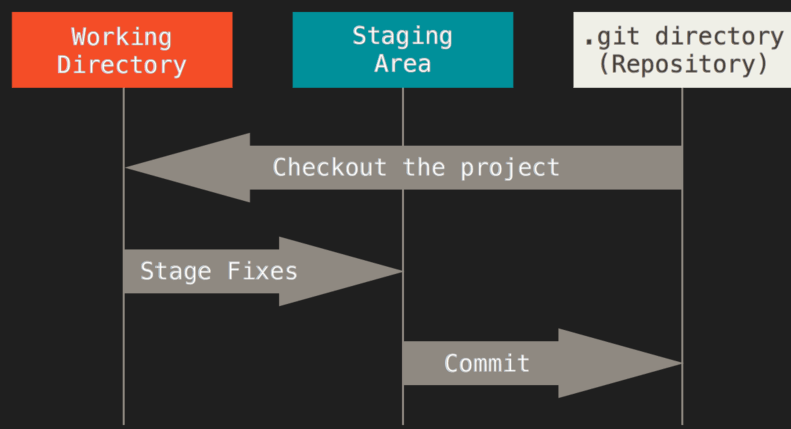 Working
Directory
Staging
Area
.git directory
(Repository)
Checkout the project
Stage Fixes
Commit